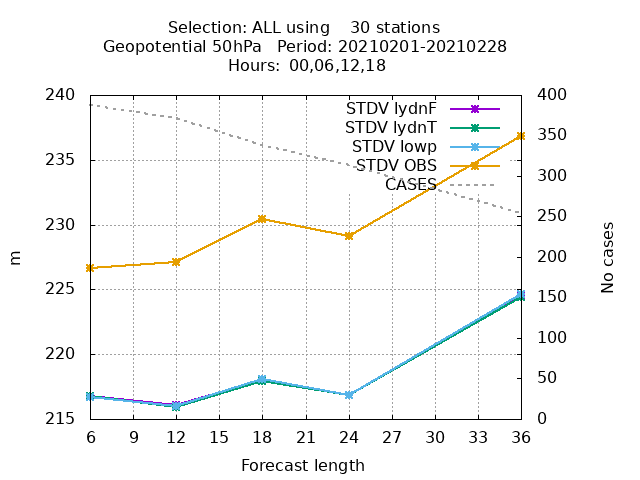 Selection: ALL using    30 stations
Geopotential 50hPa   Period: 20210201-20210228
Hours: 00,06,12,18
240 400
STDV lydnF
STDV lydnT
STDV lowp
STDV OBS
CASES
350
235
300
230
250
m
No cases
200
225
150
220
100
50
215 0
6 9 12 15 18 21 24 27 30 33 36
Forecast length